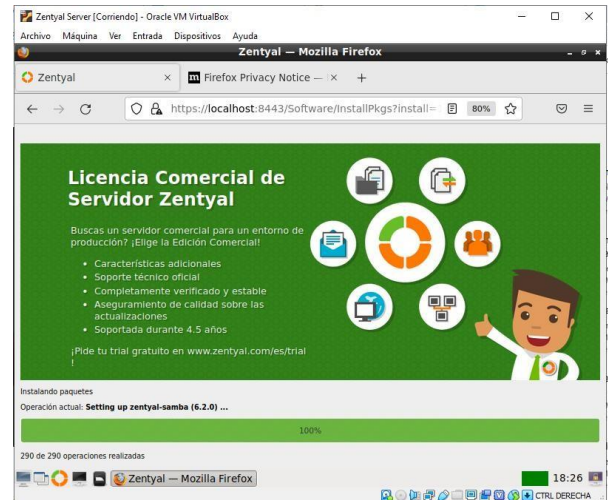 Zentyal Server [Corriendo] - Oracle VM VirtualBox
Archivo Máquina Ver Entrada Dispositivos Ayuda
Zentyal — Mozilla Firefox
Zentyal
Firefox Privacy Notice —
https://localhost:8443/Software/InstallPkgs?install=
80%
Licencia Comercial de
Servidor Zentyal
Buscas un servidor comercial para un entorno de
producción? ¡Elige la Edición Comercial!
• Características adicionales
• Soporte técnico oficial
• Completamente verificado y estable
• Aseguramiento de calidad sobre las
actualizaciones
• Soportada durante 4.5 años
¡Pide tu trial gratuito en www.zentyal.com/es/trial
!
Instalando paquetes
Operación actual: Setting up zentyal-samba (6.2.0) ...
100%
290 de 290 operaciones realizadas
Zentyal — Mozilla Firefox
18:26
CTRL DERECHA